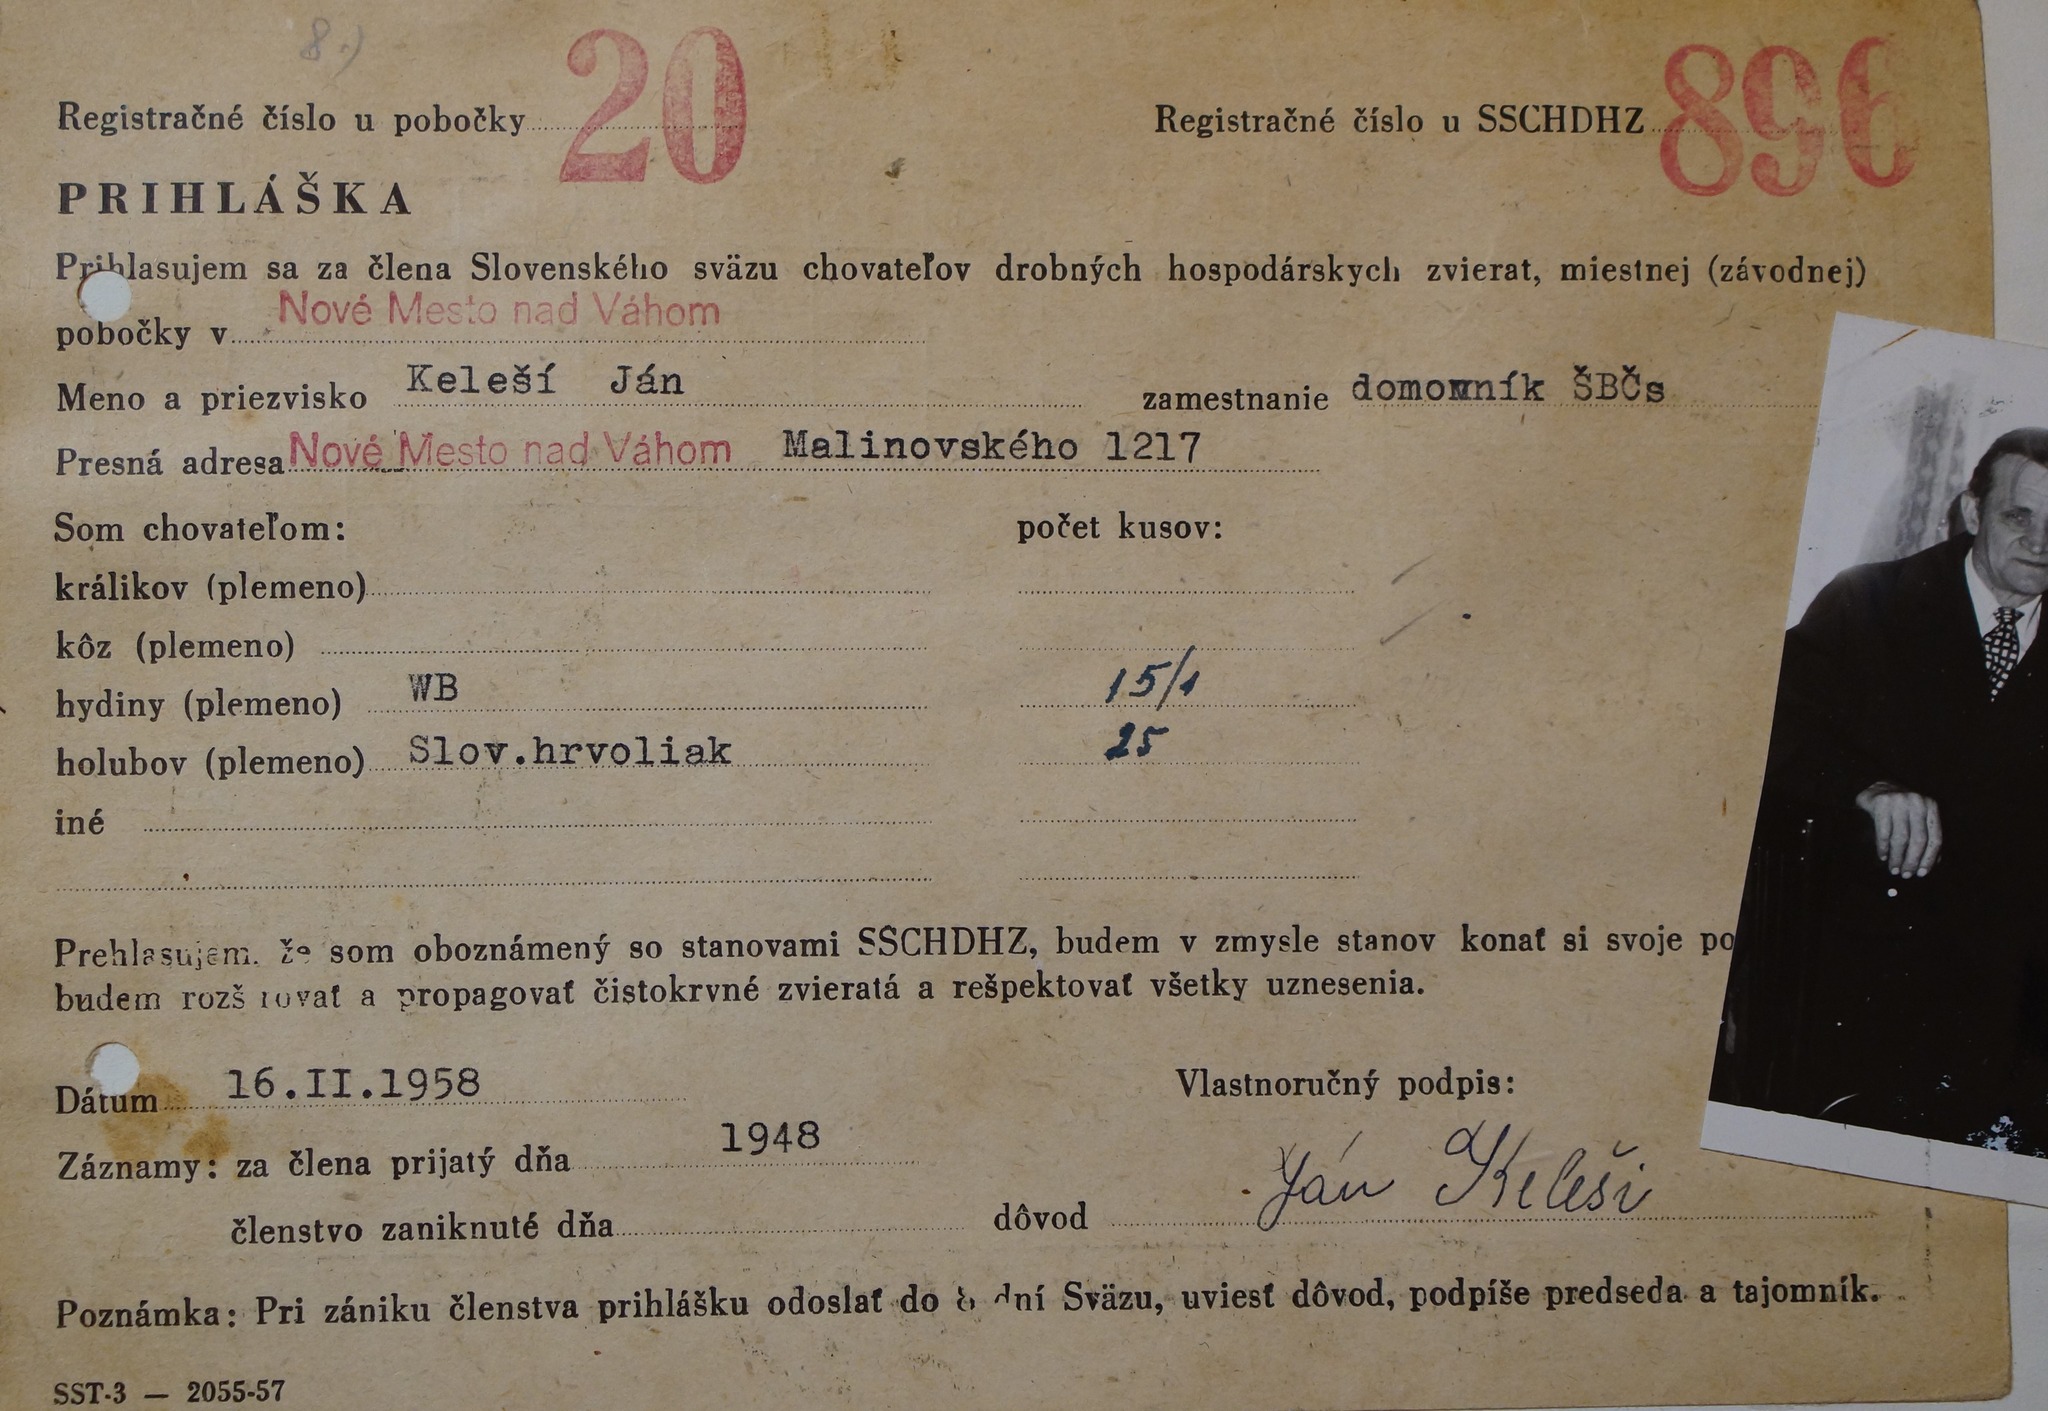 8.)
Registračné číslo u pobočky 20 Registračné číslo u SSCHDHZ 896
PRIHLÁŠKA
Prihlasujem sa za člena Slovenského sväzu chovateľov drobných hospodárskych zvierat, miestnej (závodnej)
pobočky v Nové Mesto nad Váhom
Meno a priezvisko Keleší Ján zamestnanie domovník ŠBČs
Presná adresa Nové Mesto nad Váhom Malinovského 1217
Som chovateľom: počet kusov:
králikov (plemeno)
kôz (plemeno)
hydiny (plemeno) WB 15/1
holubov (plemeno) Slov.hrvoliak 25
iné
Prehlasujem, že som oboznámený so stanovami SSCHDHZ, budem v zmysle stanov konať si svoje po
budem a propagovať čistokrvné zvieratá a rešpektovať všetky uznesenia.
Dátum 16.II.1958 Vlastnoručný podpis:
Záznamy: za člena prijatý dňa 1948
Ján Keleši
členstvo zaniknuté dňa dôvod
Poznámka: Pri zániku členstva prihlášku odoslať do 8 dní Sväzu, uviesť dôvod, podpíše predseda a tajomník.
SST-3 — 2055-57